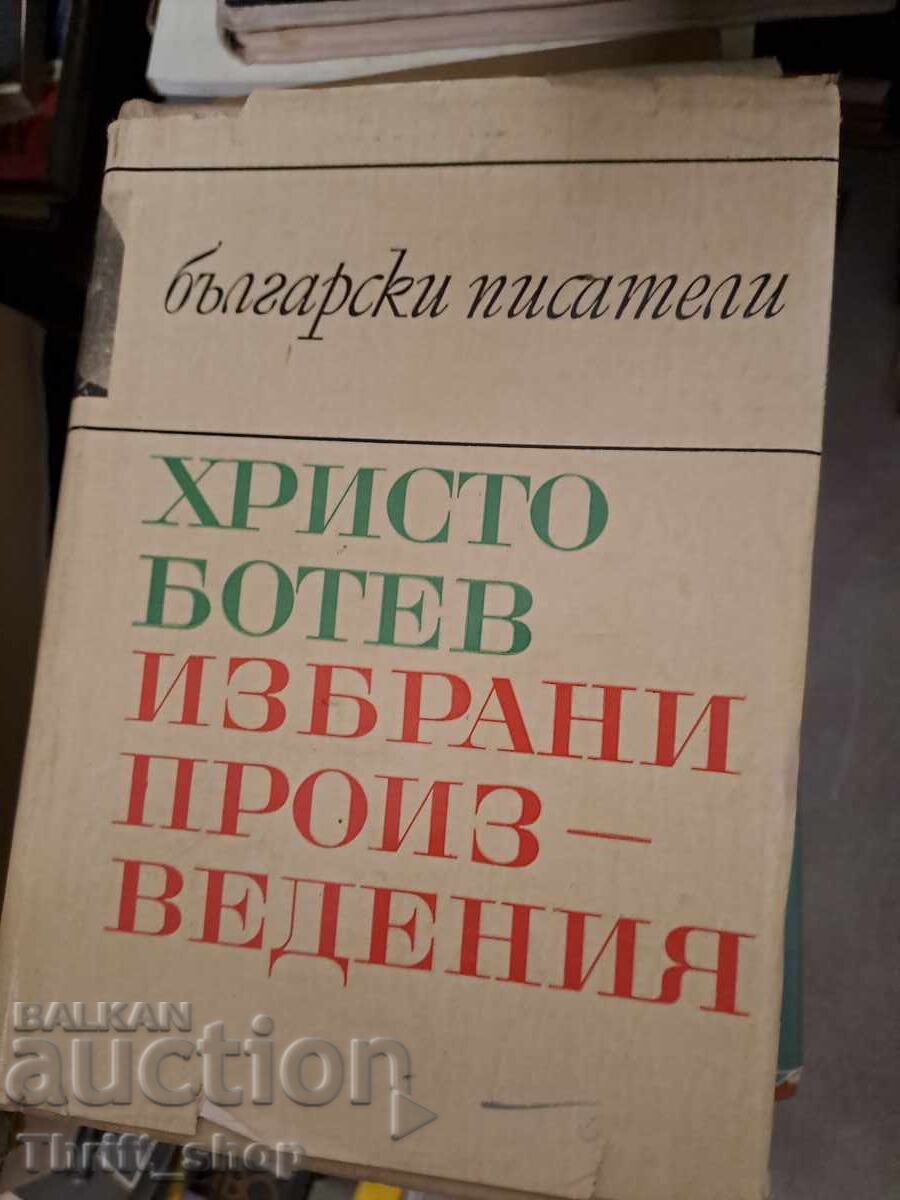 български писатели
ХРИСТО
БОТЕВ
ИЗБРАНИ
ПРОИЗ–
ВЕДЕНИЯ
BALKAN
auction
Thrift_shop